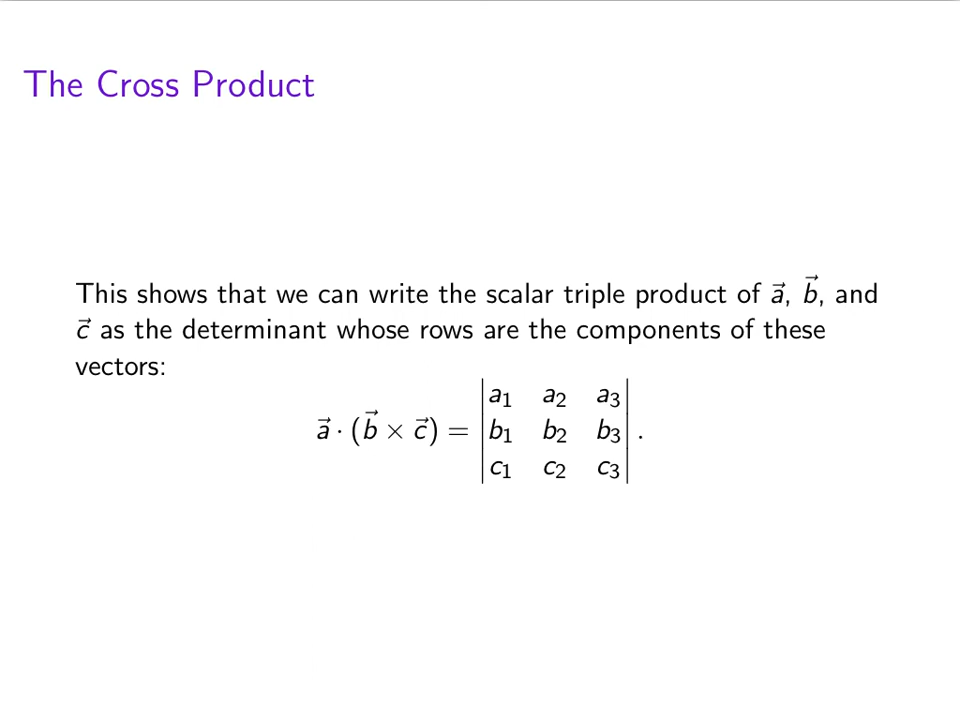 The Cross Product
This shows that we can write the scalar triple product of a⃗, b⃗, and
c⃗ as the determinant whose rows are the components of these
vectors:
a⃗ · (b⃗ × c⃗) = | a₁ a₂ a₃ |
| b₁ b₂ b₃ | .
| c₁ c₂ c₃ |